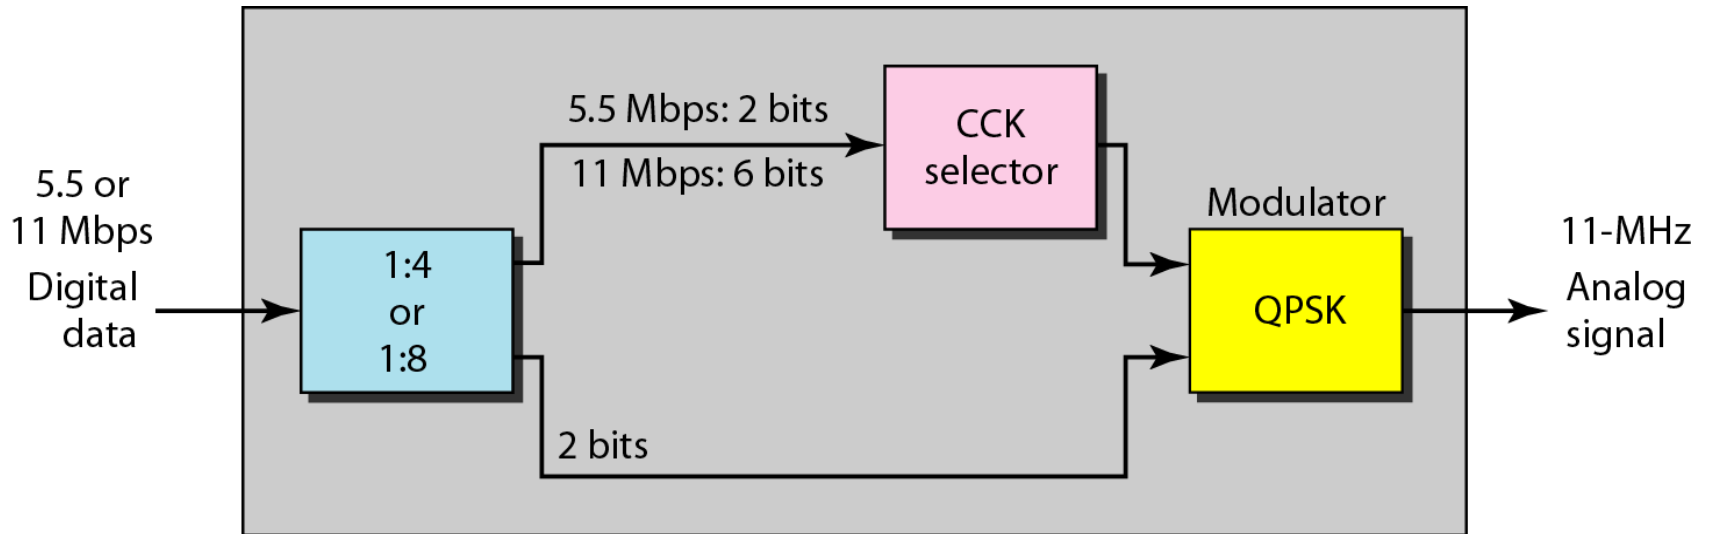 5.5 or
11 Mbps
Digital
data
1:4
or
1:8
5.5 Mbps: 2 bits
11 Mbps: 6 bits
2 bits
CCK
selector
Modulator
QPSK
11-MHz
Analog
signal